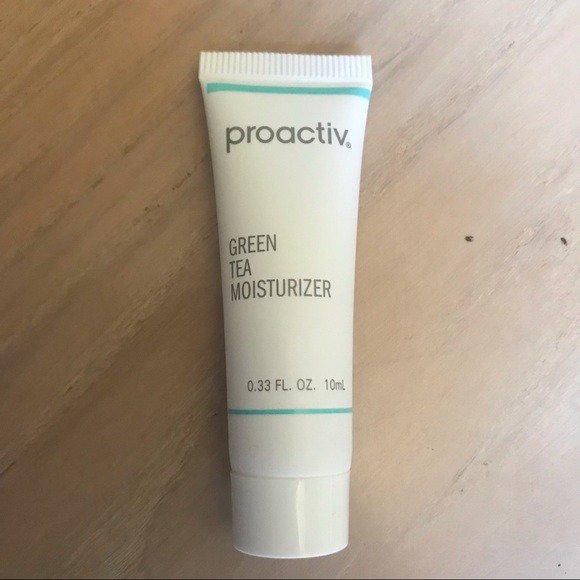 proactiv®
GREEN
TEA
MOISTURIZER
0.33 FL. OZ. 10mL